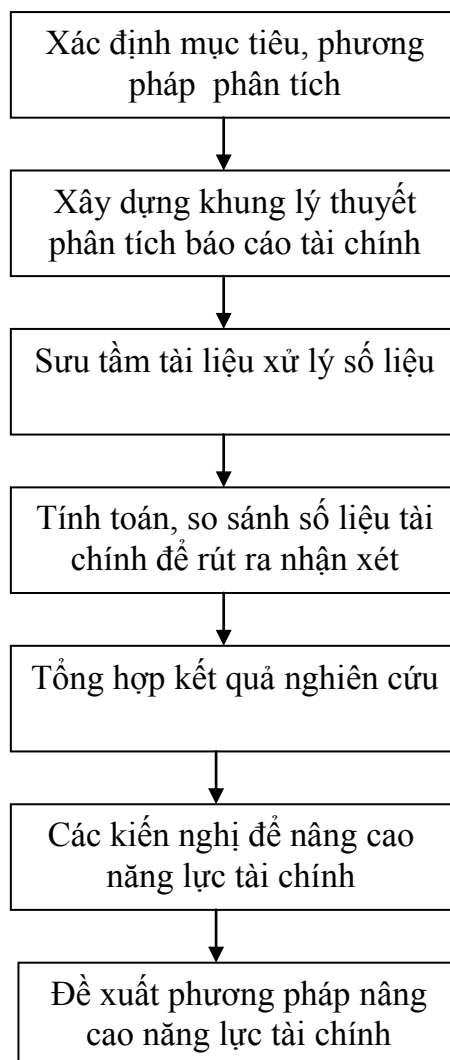 Xác định mục tiêu, phương
pháp phân tích
Xây dựng khung lý thuyết
phân tích báo cáo tài chính
Sưu tầm tài liệu xử lý số liệu
Tính toán, so sánh số liệu tài
chính để rút ra nhận xét
Tổng hợp kết quả nghiên cứu
Các kiến nghị để nâng cao
năng lực tài chính
Đề xuất phương pháp nâng
cao năng lực tài chính